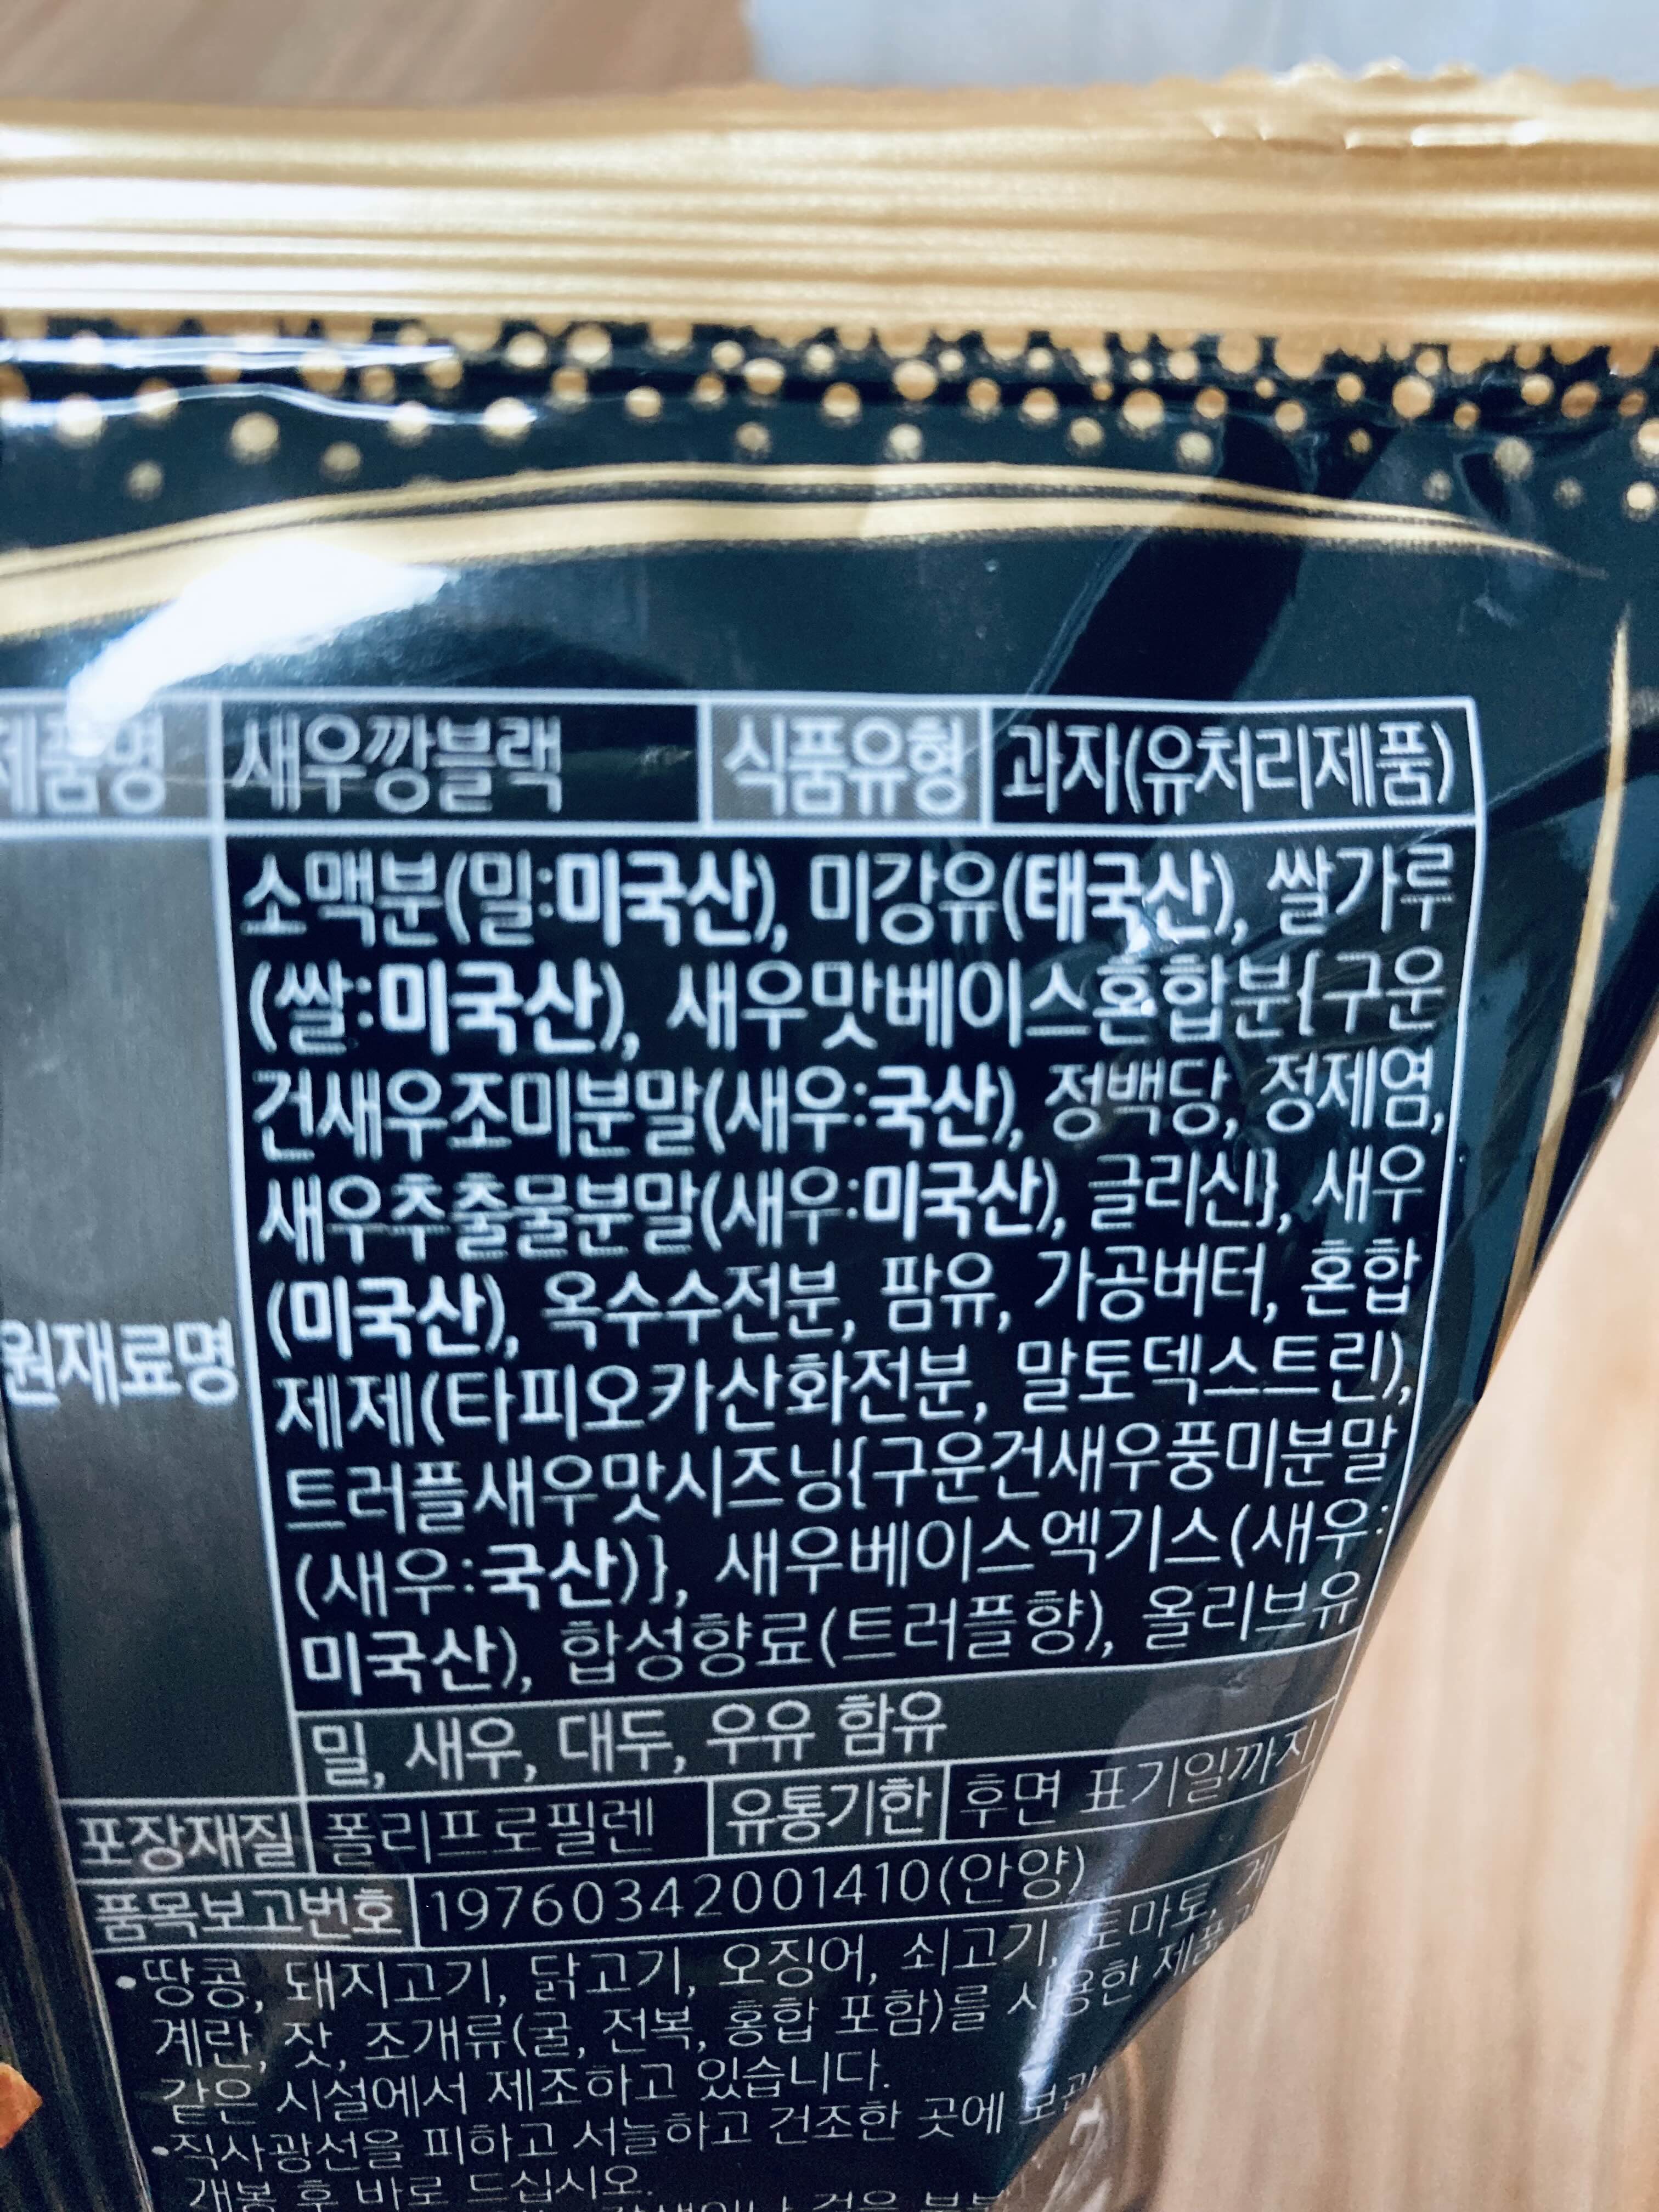 제품명 새우깡블랙 식품유형 과자(유처리제품)
소맥분(밀:미국산), 미강유(태국산), 쌀가루
(쌀:미국산), 새우맛베이스혼합분{구운
건새우조미분말(새우:국산), 정백당, 정제염,
새우추출물분말(새우:미국산), 글리신}, 새우
(미국산), 옥수수전분, 팜유, 가공버터, 혼합
원재료명
제제(타피오카산화전분, 말토덱스트린),
트러플새우맛시즈닝{구운건새우풍미분말
(새우:국산)}, 새우베이스엑기스(새우:
미국산), 합성향료(트러플향), 올리브유
밀, 새우, 대두, 우유 함유
포장재질 폴리프로필렌 유통기한 후면 표기일까지
품목보고번호 19760342001410(안양)
•땅콩, 돼지고기, 닭고기, 오징어, 쇠고기, 토마토, 게
계란, 잣, 조개류(굴, 전복, 홍합 포함)를 사용한 제품과
같은 시설에서 제조하고 있습니다.
•직사광선을 피하고 서늘하고 건조한 곳에
개봉 후 바로 드십시오.